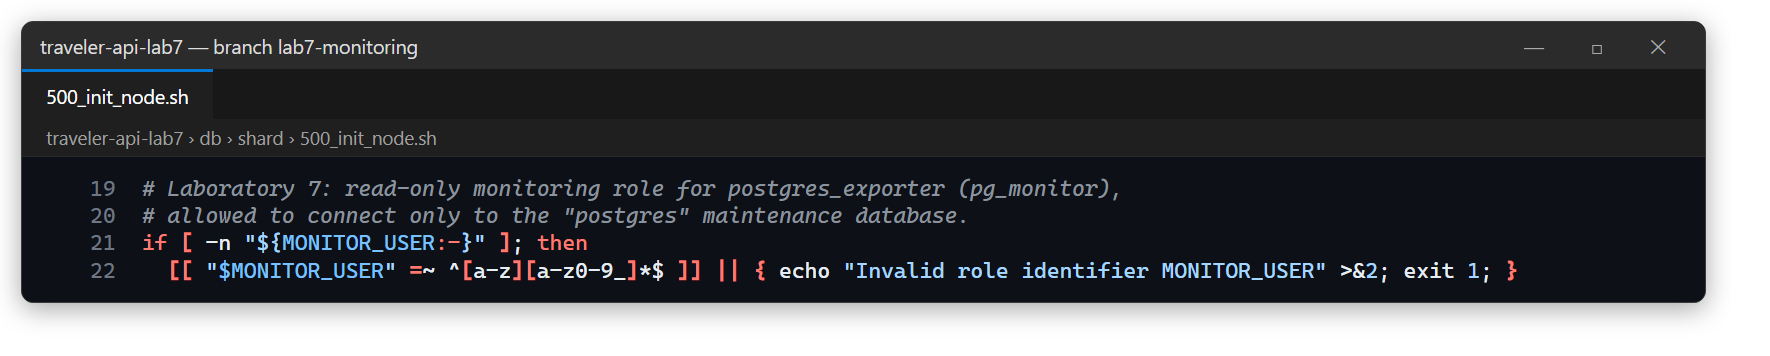 traveler-api-lab7 — branch lab7-monitoring
500_init_node.sh
traveler-api-lab7 › db › shard › 500_init_node.sh
19 # Laboratory 7: read-only monitoring role for postgres_exporter (pg_monitor),
20 # allowed to connect only to the "postgres" maintenance database.
21 if [ -n "${MONITOR_USER:-}" ]; then
22   [[ "$MONITOR_USER" =~ ^[a-z][a-z0-9_]*$ ]] || { echo "Invalid role identifier MONITOR_USER" >&2; exit 1; }